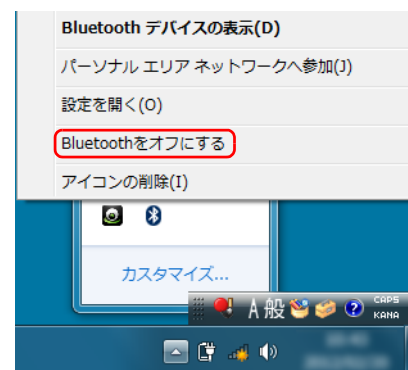 Bluetooth デバイスの表示(D)
パーソナル エリア ネットワークへ参加(J)
設定を開く(O)
Bluetoothをオフにする
アイコンの削除(I)
カスタマイズ...
A 般 CAPS
KANA